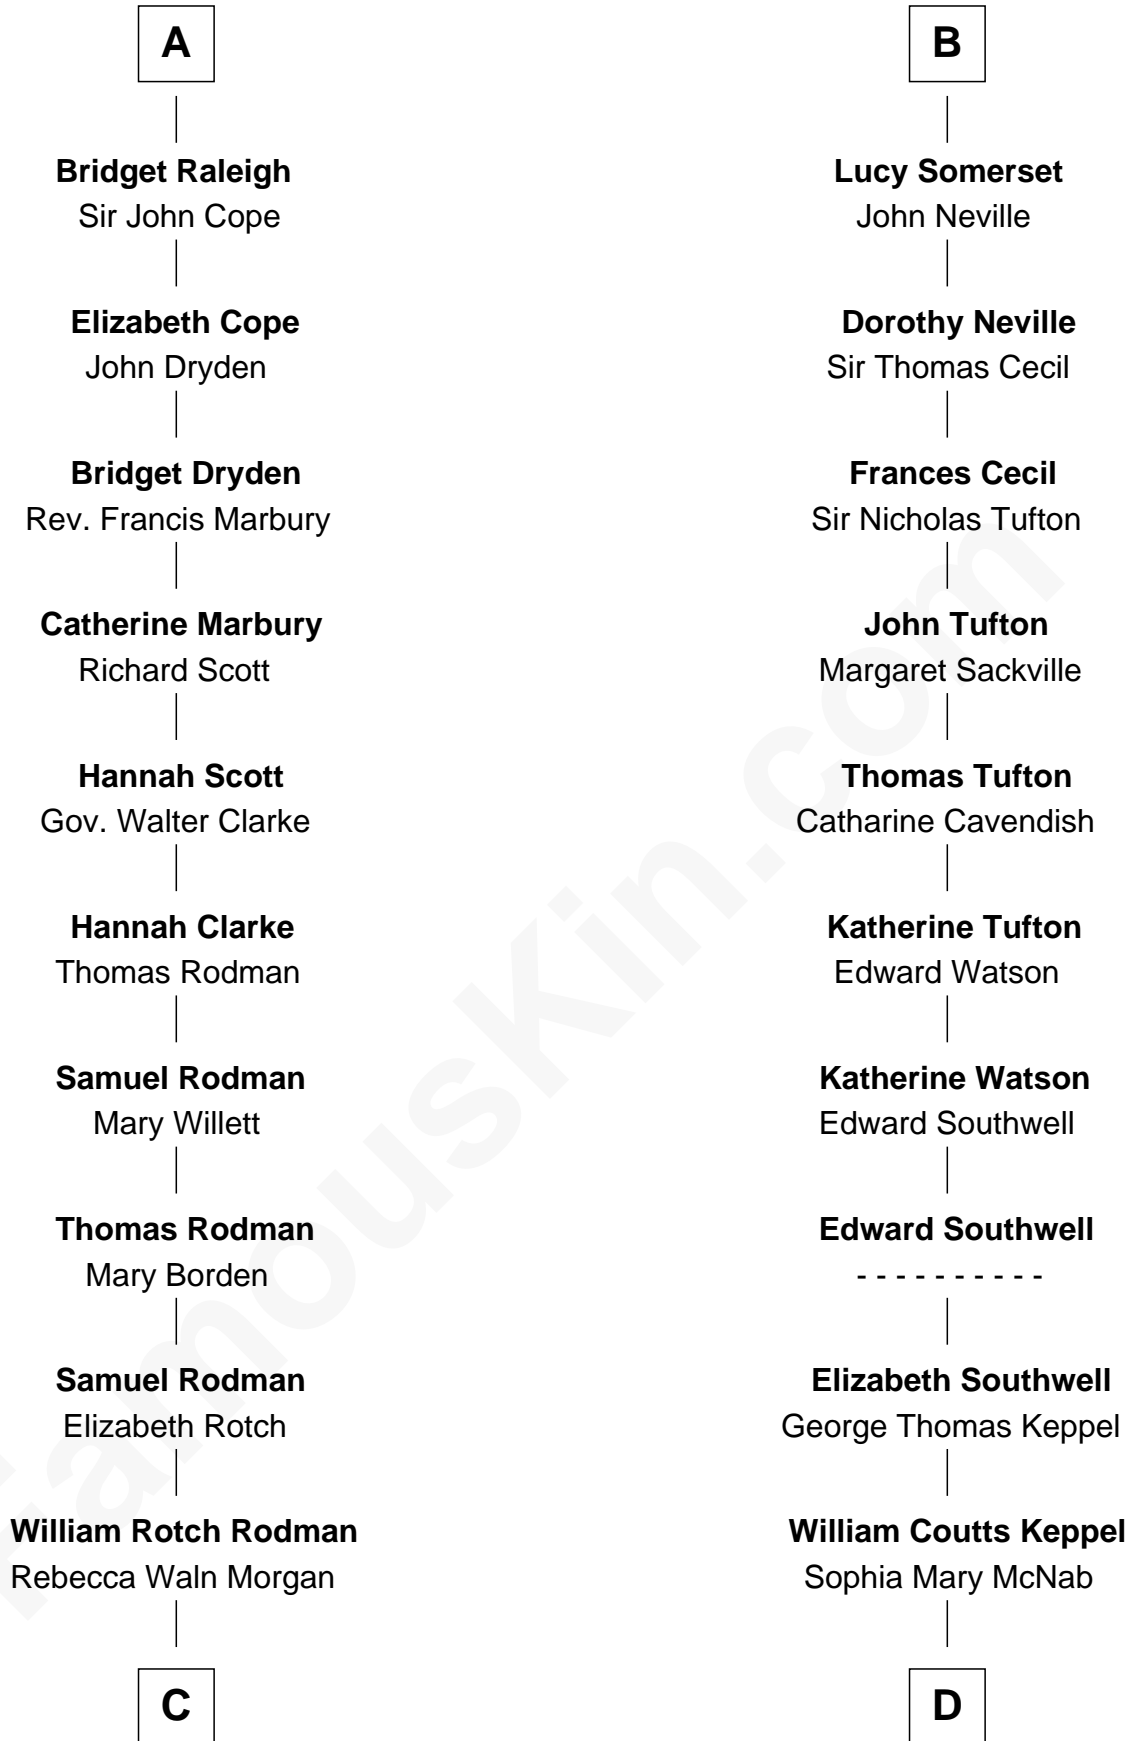 A
Bridget Raleigh
Sir John Cope
Elizabeth Cope
John Dryden
Bridget Dryden
Rev. Francis Marbury
Catherine Marbury
Richard Scott
Hannah Scott
Gov. Walter Clarke
Hannah Clarke
Thomas Rodman
Samuel Rodman
Mary Willett
Thomas Rodman
Mary Borden
Samuel Rodman
Elizabeth Rotch
William Rotch Rodman
Rebecca Waln Morgan
C
B
Lucy Somerset
John Neville
Dorothy Neville
Sir Thomas Cecil
Frances Cecil
Sir Nicholas Tufton
John Tufton
Margaret Sackville
Thomas Tufton
Catharine Cavendish
Katherine Tufton
Edward Watson
Katherine Watson
Edward Southwell
Edward Southwell
- - - - - - - - - -
Elizabeth Southwell
George Thomas Keppel
William Coutts Keppel
Sophia Mary McNab
D
FamousKin.com